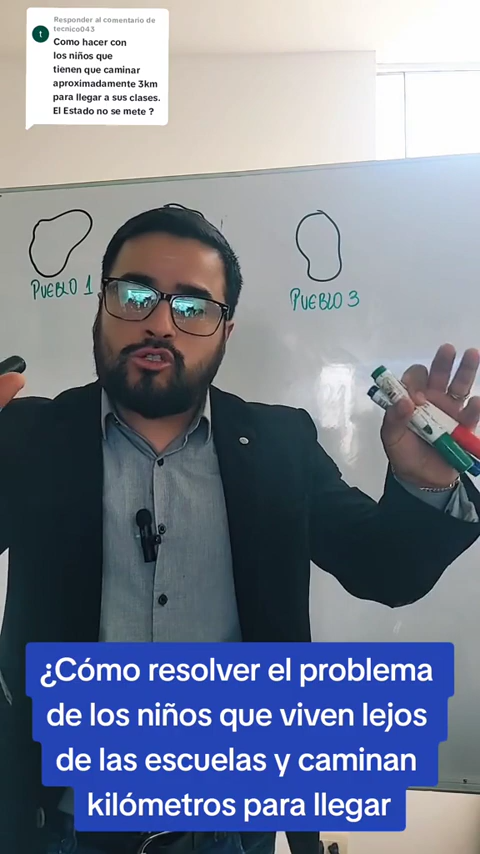 Responder al comentario de
tecnico043
t
Como hacer con
los niños que
tienen que caminar
aproximadamente 3km
para llegar a sus clases.
El Estado no se mete ?
PUEBLO 1
PUEBLO 3
¿Cómo resolver el problema
de los niños que viven lejos
de las escuelas y caminan
kilómetros para llegar